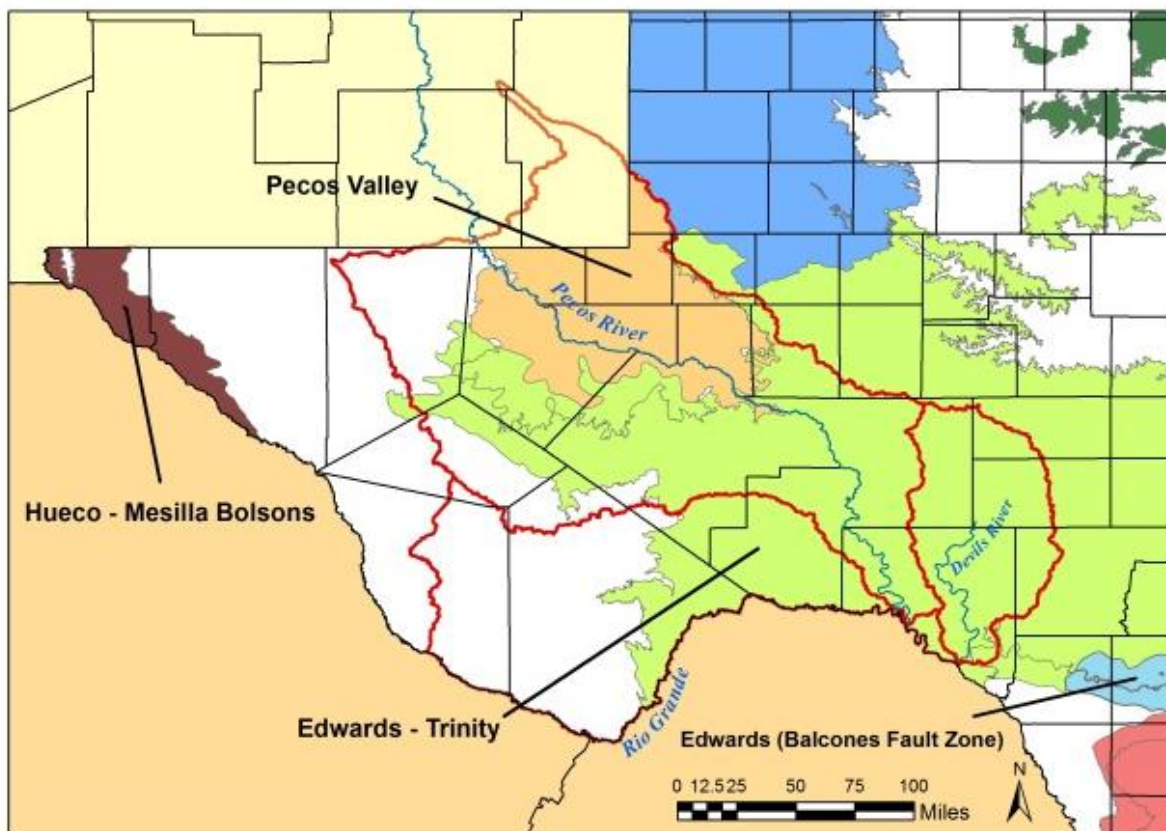 Pecos Valley
Pecos River
Hueco - Mesilla Bolsons
Devils River
Edwards - Trinity
Rio Grande
Edwards (Balcones Fault Zone)
N
0 12.5 25 50 75 100
Miles